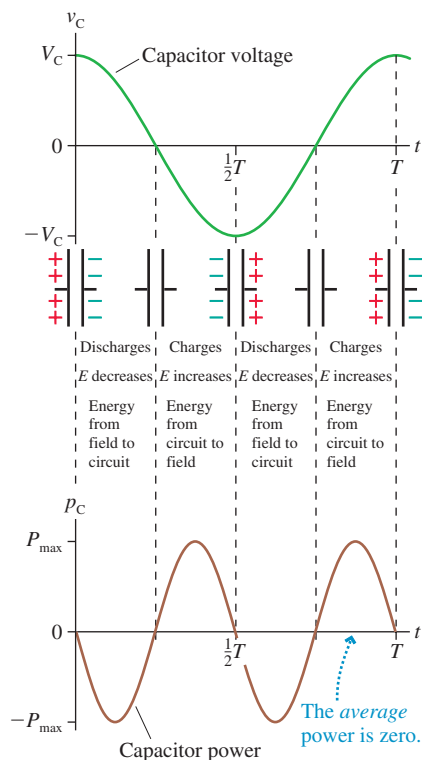 v_C
V_C
Capacitor voltage
0
½T
T
t
−V_C
+ − − + + −
+ − − + + −
+ − − + + −
+ − − + + −
Discharges Charges Discharges Charges
E decreases E increases E decreases E increases
Energy from field to circuit
Energy from circuit to field
Energy from field to circuit
Energy from circuit to field
p_C
P_max
0
½T
T
t
−P_max
Capacitor power
The average
power is zero.